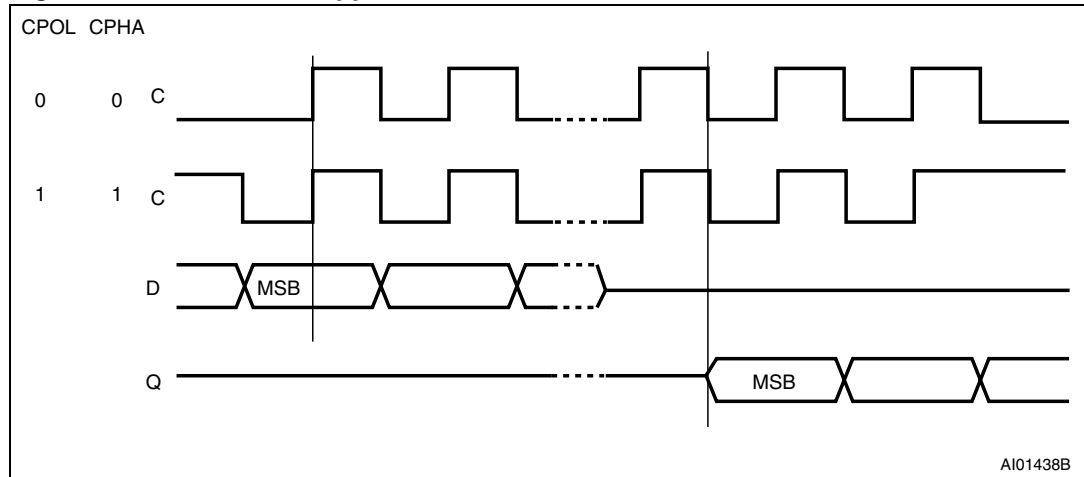 CPOL CPHA
0 0 C
1 1 C
D MSB
Q MSB
AI01438B